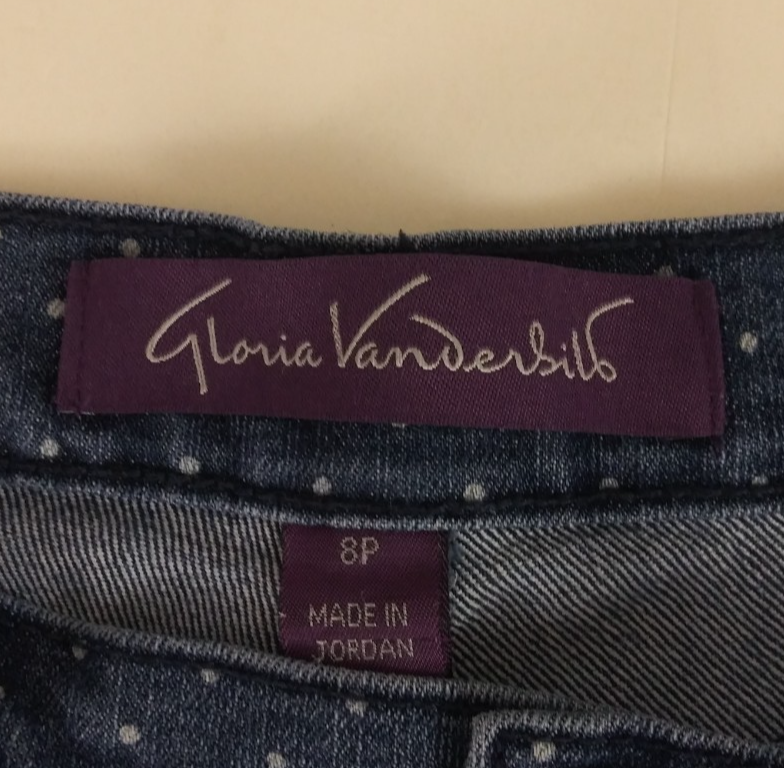 Gloria Vanderbilt
8P
MADE IN
JORDAN